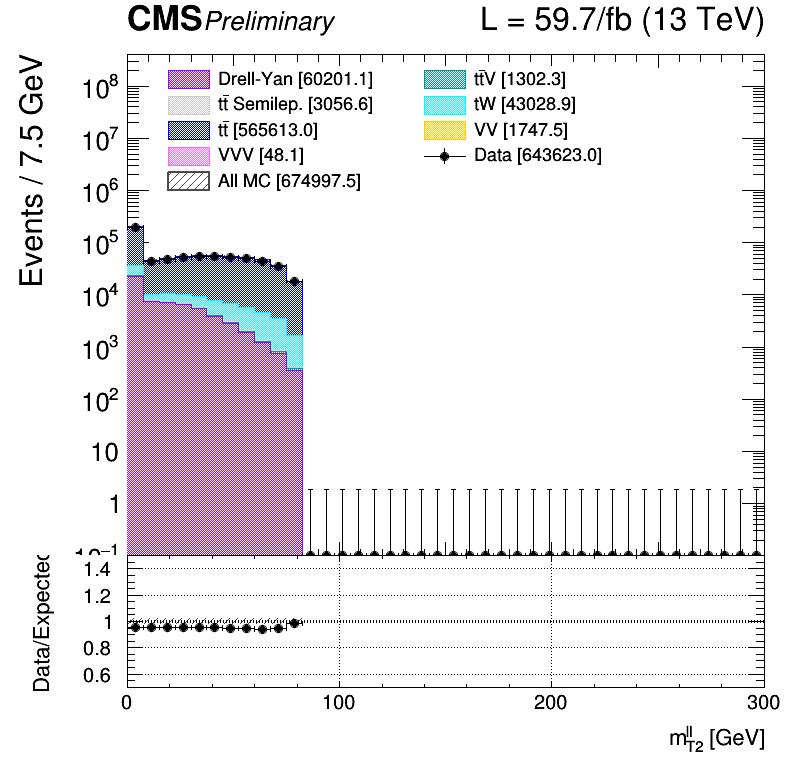 CMS Preliminary L = 59.7/fb (13 TeV)
Events / 7.5 GeV
Drell-Yan [60201.1]
tt̄ Semilep. [3056.6]
tt̄ [565613.0]
VVV [48.1]
All MC [674997.5]
tt̄V [1302.3]
tW [43028.9]
VV [1747.5]
Data [643623.0]
10⁸
10⁷
10⁶
10⁵
10⁴
10³
10²
10
1
10⁻¹
Data/Expected
1.4
1.2
1
0.8
0.6
0 100 200 300
m_{T2}^{ll} [GeV]